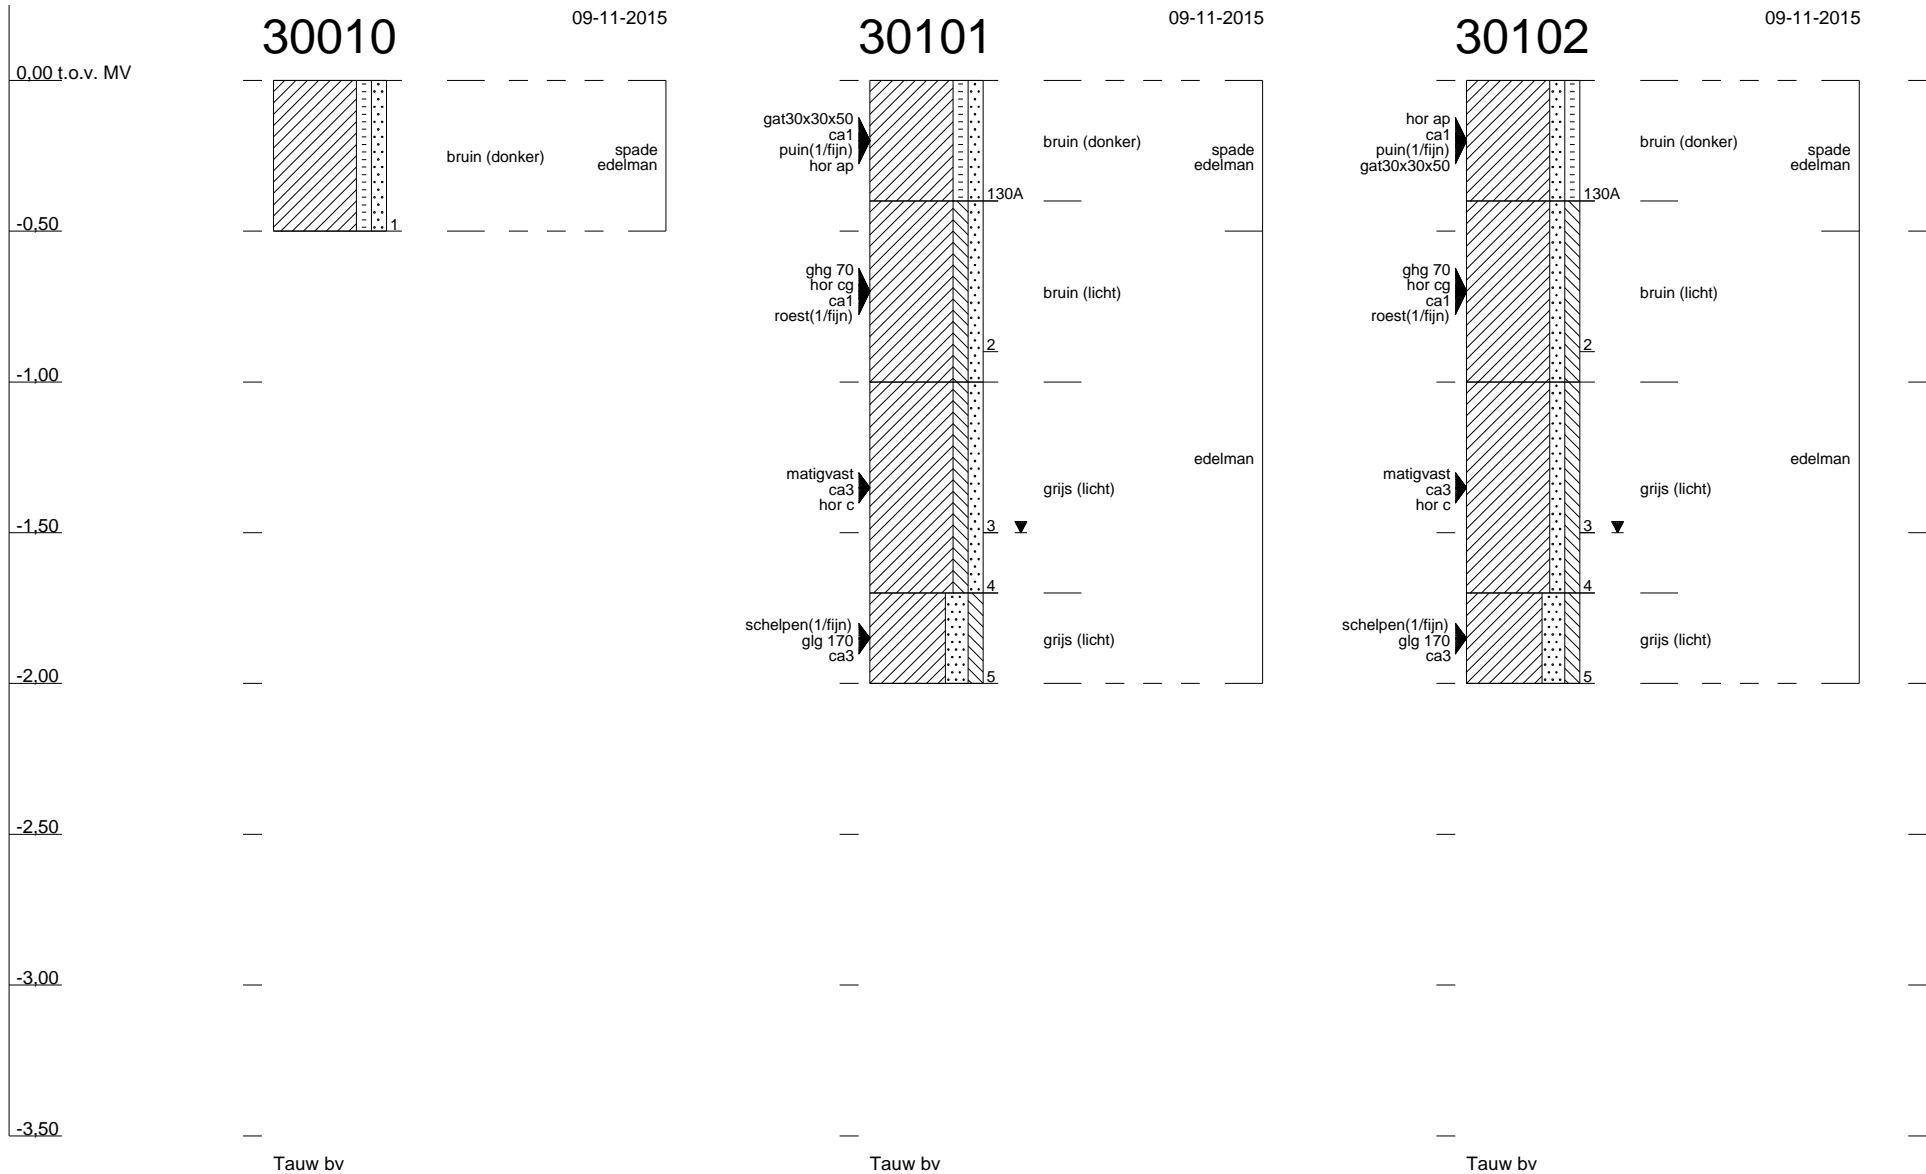 30010
09-11-2015
30101
09-11-2015
30102
09-11-2015
0,00 t.o.v. MV
-0,50
-1,00
-1,50
-2,00
-2,50
-3,00
-3,50
bruin (donker)
spade
edelman
1
Tauw bv
gat30x30x50
ca1
puin(1/fijn)
hor ap
bruin (donker)
spade
edelman
130A
ghg 70
hor cg
ca1
roest(1/fijn)
bruin (licht)
2
edelman
matigvast
ca3
hor c
grijs (licht)
3
4
schelpen(1/fijn)
glg 170
ca3
grijs (licht)
5
Tauw bv
hor ap
ca1
puin(1/fijn)
gat30x30x50
bruin (donker)
spade
edelman
130A
ghg 70
hor cg
ca1
roest(1/fijn)
bruin (licht)
2
edelman
matigvast
ca3
hor c
grijs (licht)
3
4
schelpen(1/fijn)
glg 170
ca3
grijs (licht)
5
Tauw bv